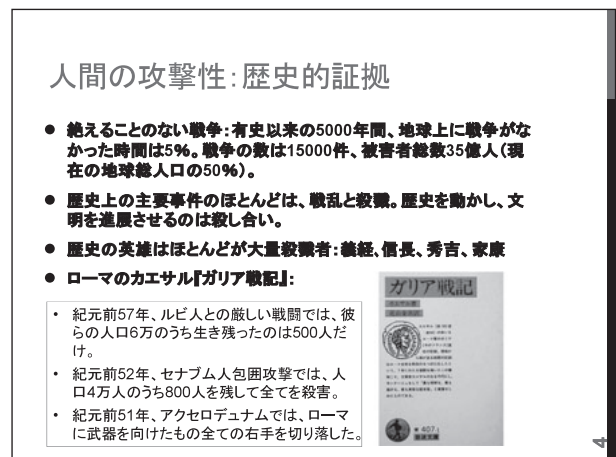 人間の攻撃性:歴史的証拠
● 絶えることのない戦争:有史以来の5000年間、地球上に戦争がな
かった時間は5%。戦争の数は15000件、被害者総数35億人(現
在の地球総人口の50%)。
● 歴史上の主要事件のほとんどは、戦乱と殺戮。歴史を動かし、文
明を進展させるのは殺し合い。
● 歴史の英雄はほとんどが大量殺戮者:義経、信長、秀吉、家康
● ローマのカエサル『ガリア戦記』:
・ 紀元前57年、ルビ人との厳しい戦闘では、彼
らの人口6万のうち生き残ったのは500人だ
け。
・ 紀元前52年、セナブム人包囲攻撃では、人
口4万人のうち800人を残して全てを殺害。
・ 紀元前51年、アクセロデュナムでは、ローマ
に武器を向けたもの全ての右手を切り落した。
ガリア戦記
岩波文庫
4